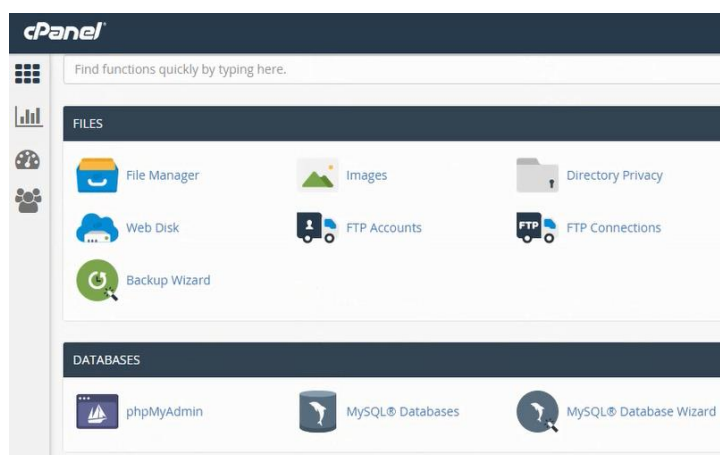 cPanel
Find functions quickly by typing here.
FILES
File Manager
Images
Directory Privacy
Web Disk
FTP Accounts
FTP
FTP Connections
Backup Wizard
DATABASES
phpMyAdmin
MySQL® Databases
MySQL® Database Wizard